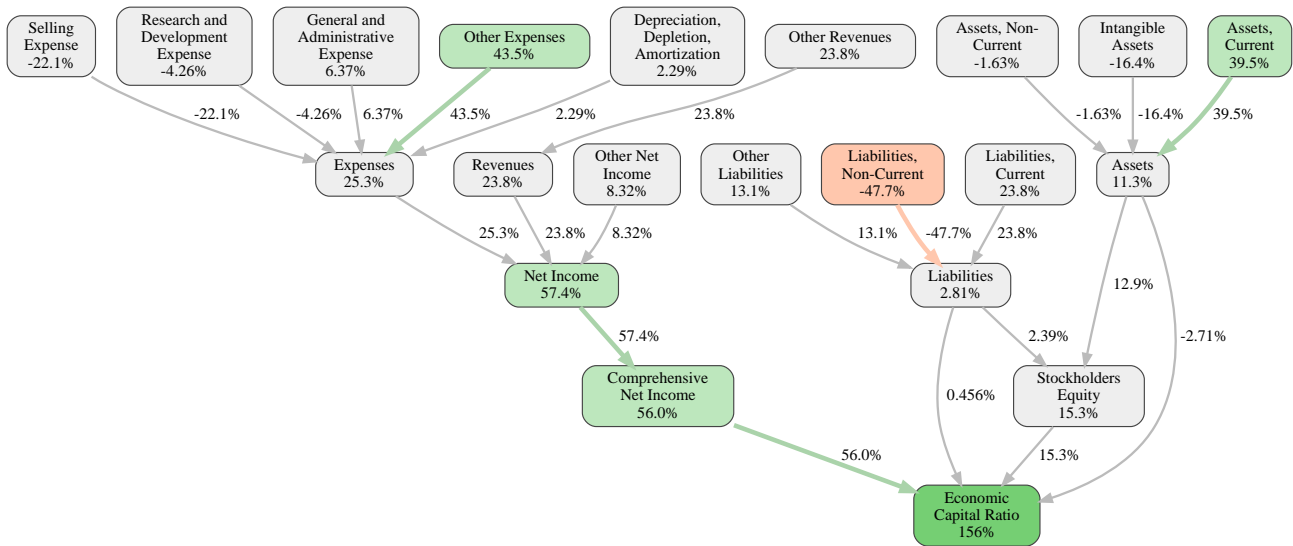 Selling
Expense
-22.1%
Research and
Development
Expense
-4.26%
General and
Administrative
Expense
6.37%
Other Expenses
43.5%
Depreciation,
Depletion,
Amortization
2.29%
Other Revenues
23.8%
Assets, Non-
Current
-1.63%
Intangible
Assets
-16.4%
Assets,
Current
39.5%
-22.1%
-4.26%
6.37%
43.5%
2.29%
23.8%
-1.63%
-16.4%
39.5%
Expenses
25.3%
Revenues
23.8%
Other Net
Income
8.32%
Other
Liabilities
13.1%
Liabilities,
Non-Current
-47.7%
Liabilities,
Current
23.8%
Assets
11.3%
25.3%
23.8%
8.32%
13.1%
-47.7%
23.8%
Net Income
57.4%
Liabilities
2.81%
12.9%
57.4%
2.39%
-2.71%
Comprehensive
Net Income
56.0%
0.456%
Stockholders
Equity
15.3%
56.0%
15.3%
Economic
Capital Ratio
156%